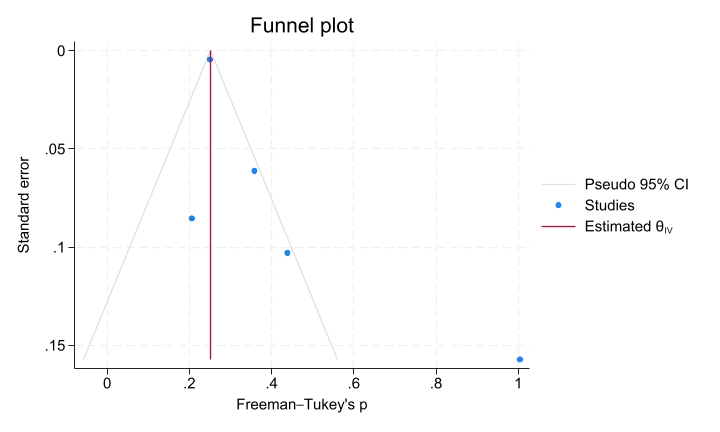 Funnel plot
0
.05
.1
.15
Standard error
0
.2
.4
.6
.8
1
Freeman–Tukey's p
Pseudo 95% CI
Studies
Estimated θIV